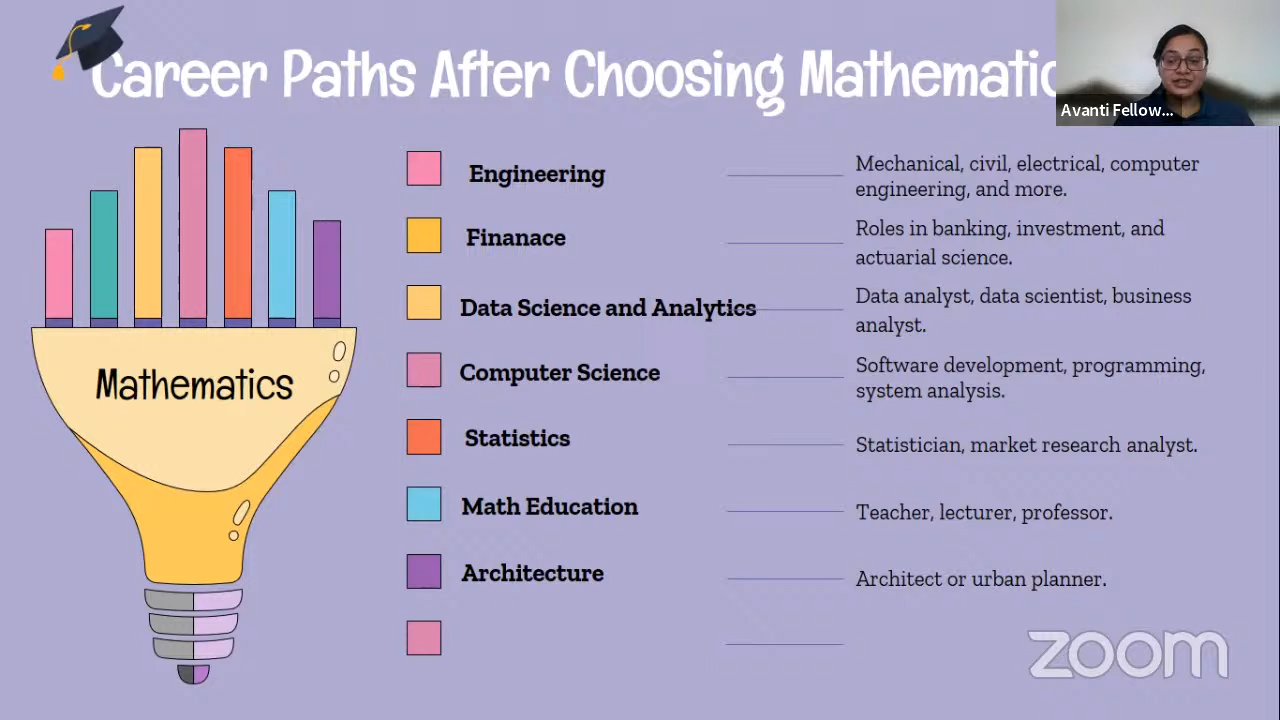 Career Paths After Choosing Mathematic
Avanti Fellow...
Mathematics
Engineering
Mechanical, civil, electrical, computer
engineering, and more.
Finanace
Roles in banking, investment, and
actuarial science.
Data Science and Analytics
Data analyst, data scientist, business
analyst.
Computer Science
Software development, programming,
system analysis.
Statistics
Statistician, market research analyst.
Math Education
Teacher, lecturer, professor.
Architecture
Architect or urban planner.
zoom